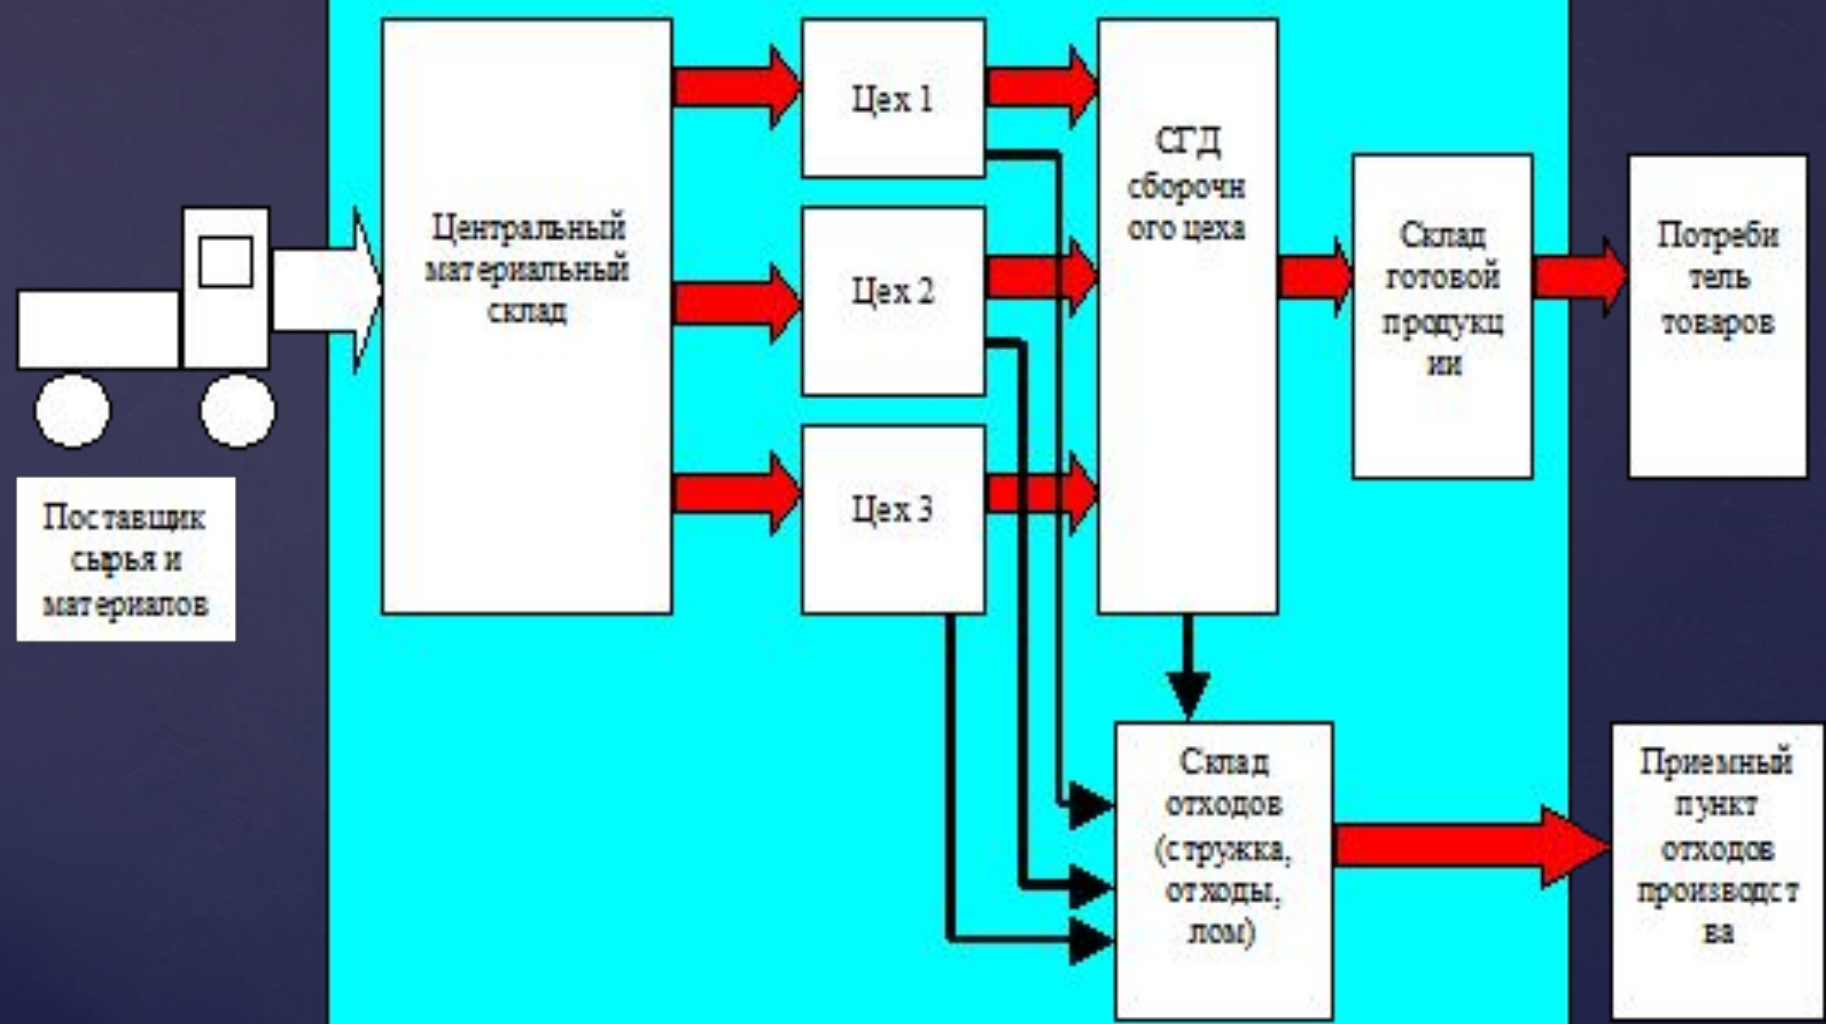 Цех 1
СГД
сборочн
ого цеха
Центральный
материальный
склад
Цех 2
Склад
готовой
продукц
ии
Потреби
тель
товаров
Цех 3
Поставщик
сырья и
материалов
Склад
отходов
(стружка,
отходы,
лом)
Приемный
пункт
отходов
производст
ва